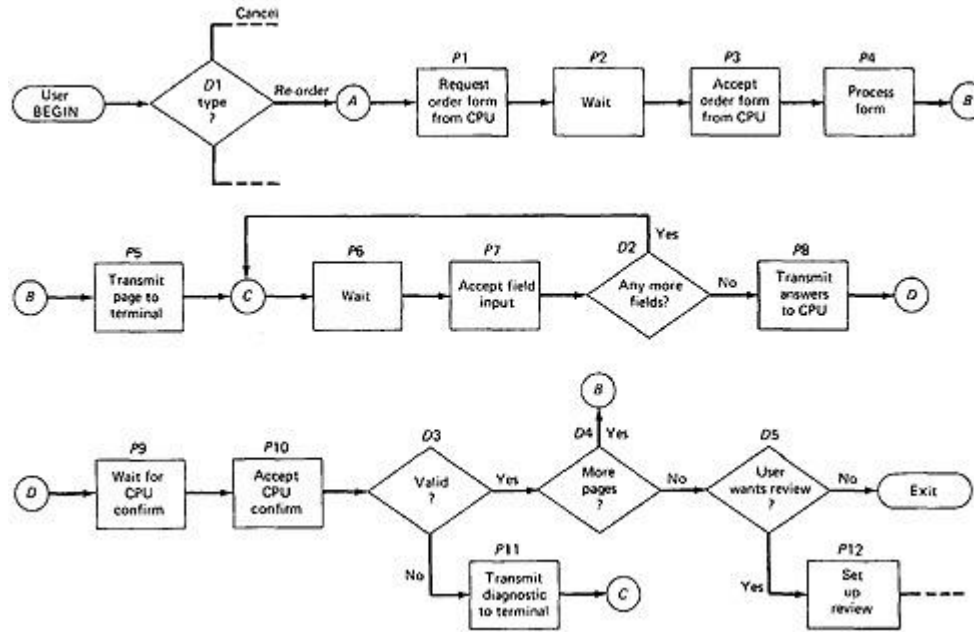 Cancel
User
BEGIN
D1
type
?
Re-order
A
P1
Request
order form
from CPU
P2
Wait
P3
Accept
order form
from CPU
P4
Process
form
B
B
P5
Transmit
page to
terminal
C
P6
Wait
P7
Accept field
input
D2
Yes
Any more
fields?
No
P8
Transmit
answers
to CPU
D
D
P9
Wait for
CPU
confirm
P10
Accept
CPU
confirm
D3
Valid
?
Yes
No
P11
Transmit
diagnostic
to terminal
C
B
D4
Yes
More
pages
?
No
D5
User
wants review
?
No
Exit
Yes
P12
Set
up
review